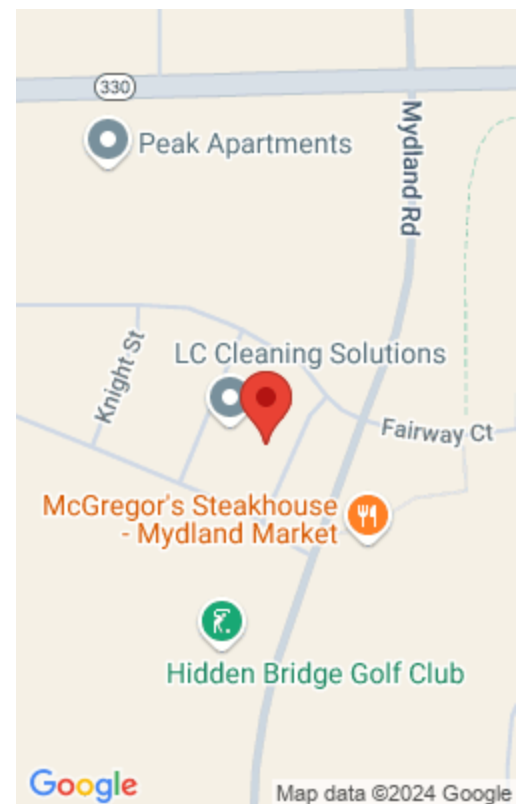 330
Peak Apartments
Mydland Rd
LC Cleaning Solutions
Knight St
Fairway Ct
McGregor's Steakhouse
- Mydland Market
Hidden Bridge Golf Club
Google
Map data ©2024 Google